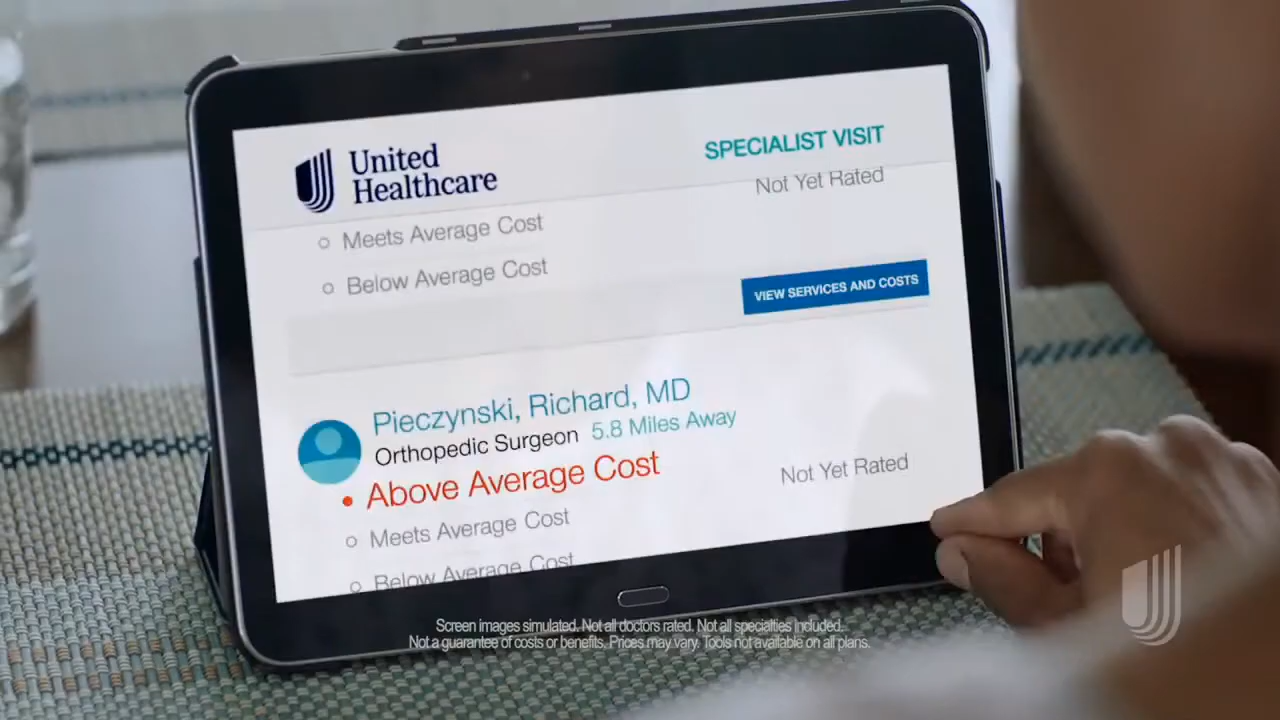 United
Healthcare
SPECIALIST VISIT
Not Yet Rated
Meets Average Cost
Below Average Cost
VIEW SERVICES AND COSTS
Pieczynski, Richard, MD
Orthopedic Surgeon 5.8 Miles Away
Above Average Cost
Not Yet Rated
Meets Average Cost
Below Average Cost
Screen images simulated. Not all doctors rated. Not all specialties included.
Not a guarantee of costs or benefits. Prices may vary. Tools not available on all plans.